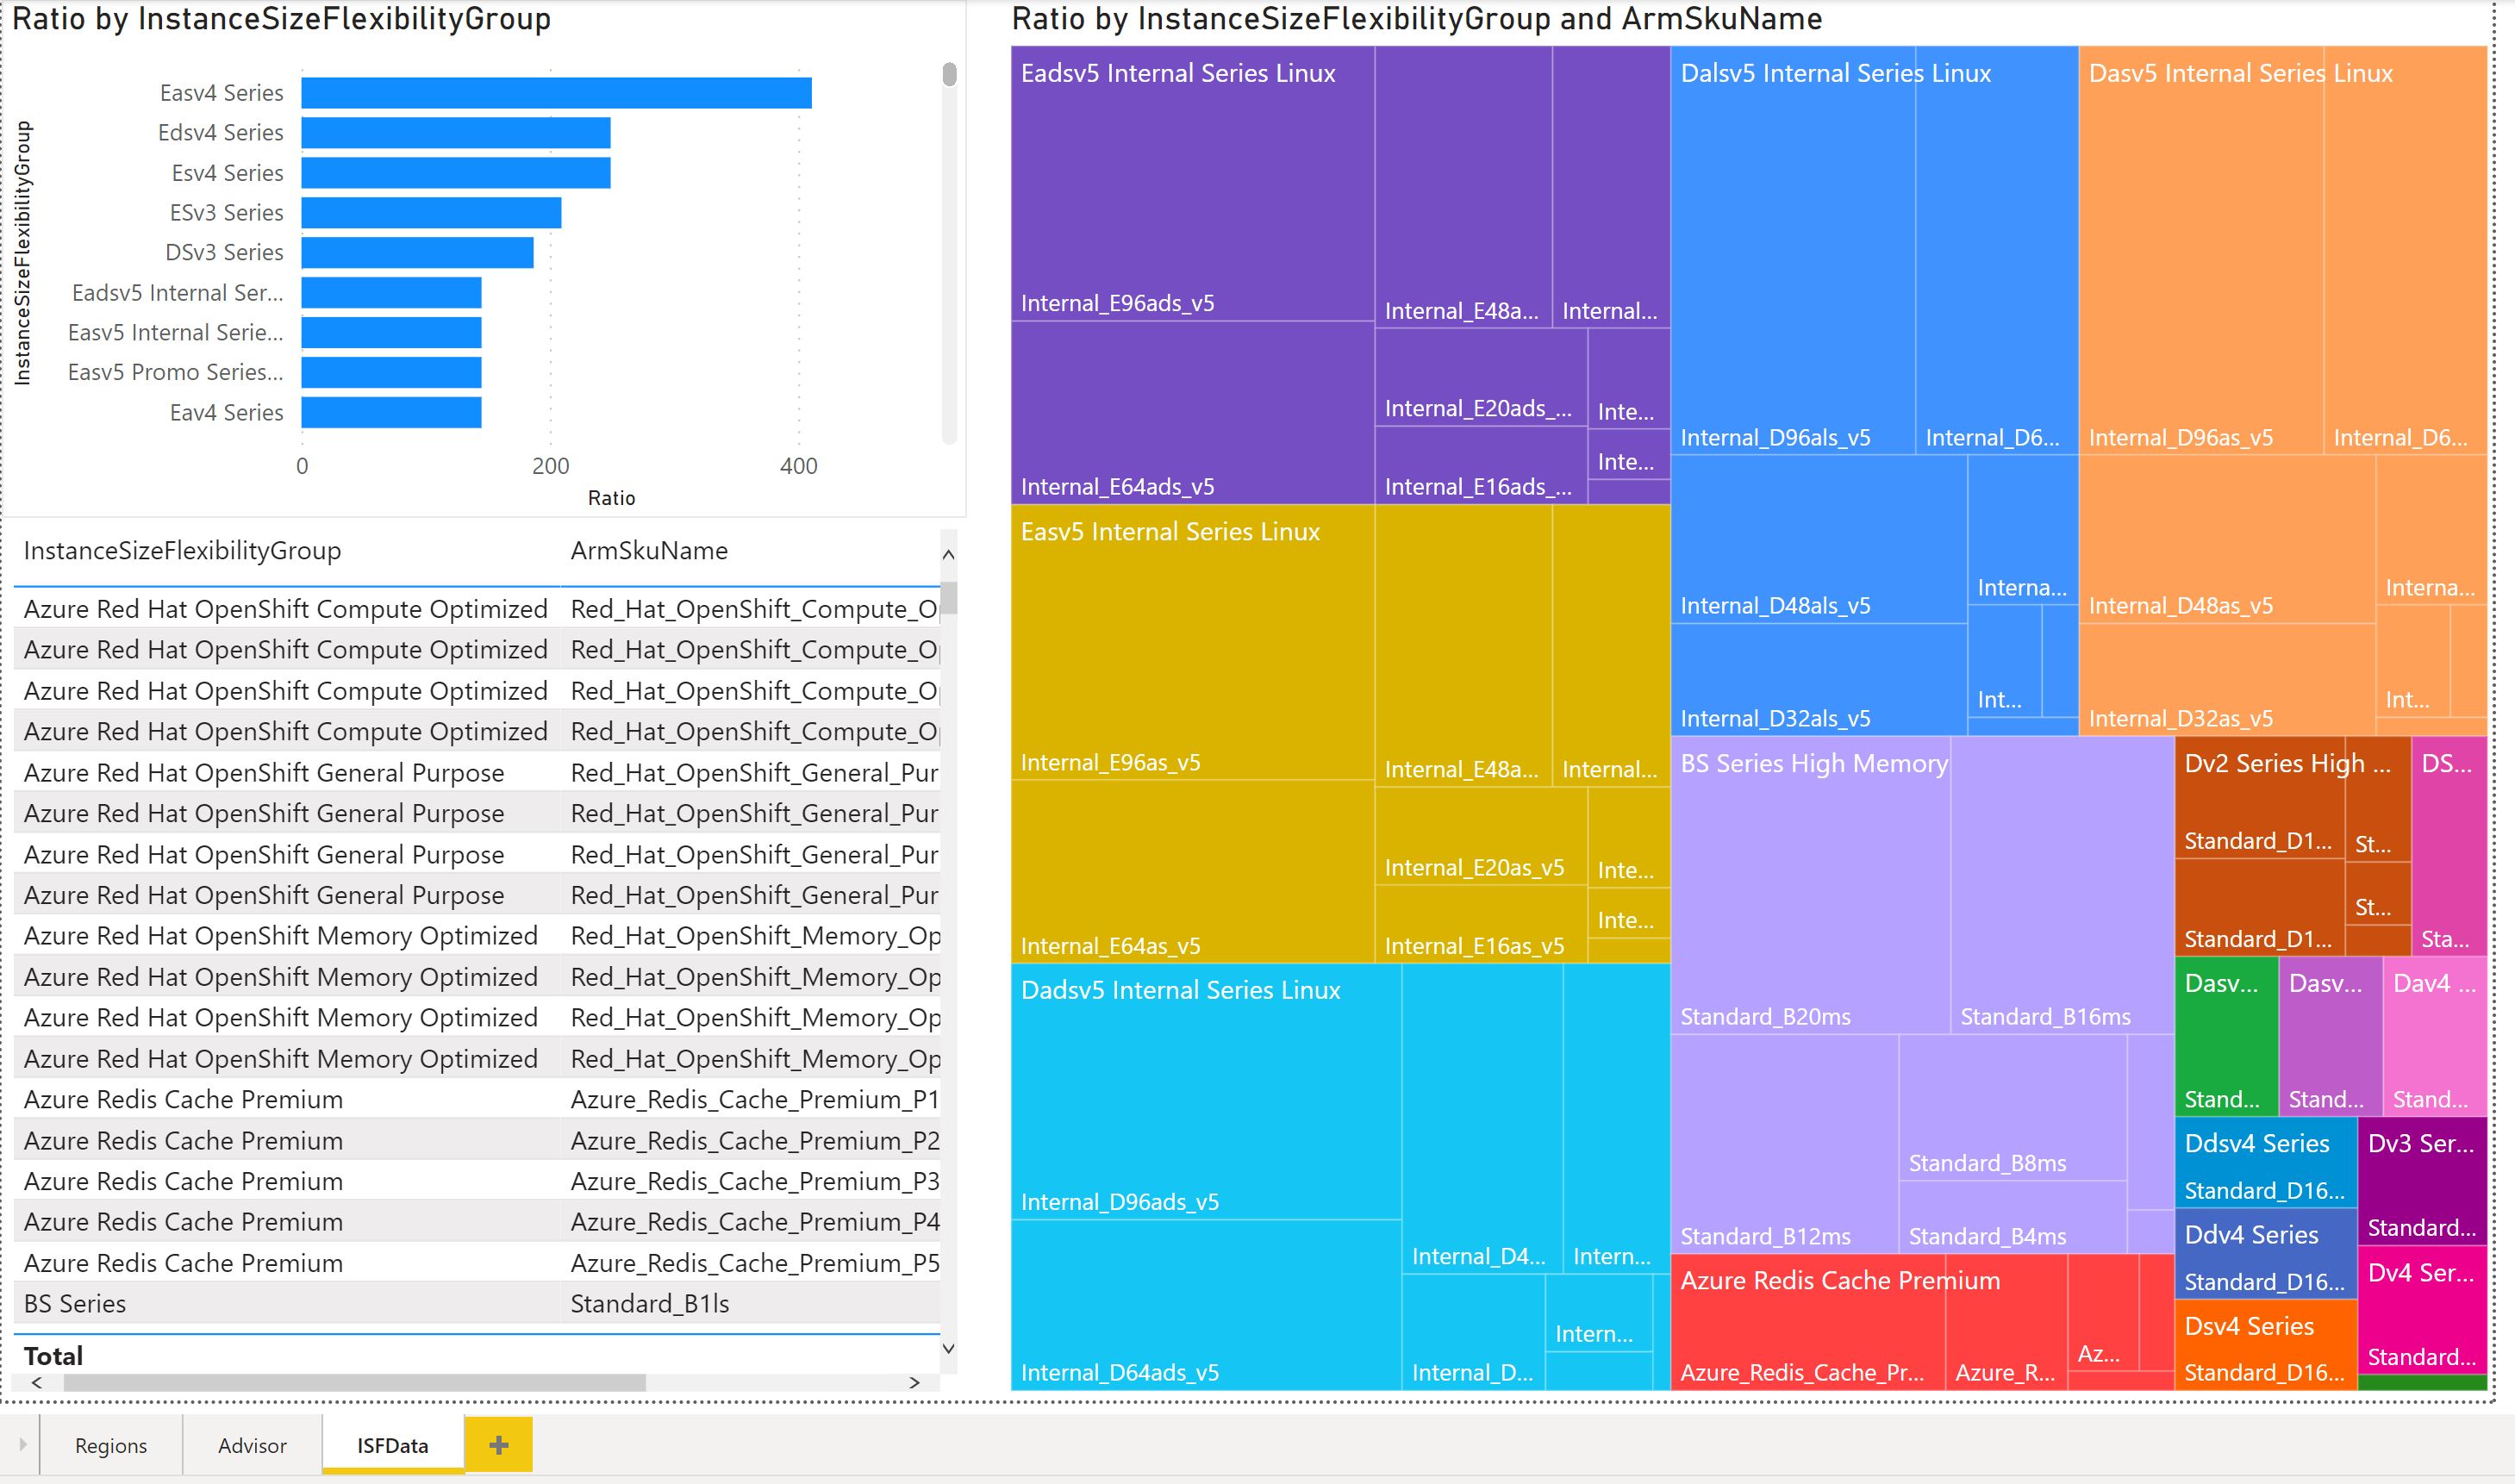 Ratio by InstanceSizeFlexibilityGroup
InstanceSizeFlexibilityGroup
Easv4 Series
Edsv4 Series
Esv4 Series
ESv3 Series
DSv3 Series
Eadsv5 Internal Ser...
Easv5 Internal Serie...
Easv5 Promo Series...
Eav4 Series
0 200 400
Ratio
InstanceSizeFlexibilityGroup ArmSkuName
Azure Red Hat OpenShift Compute Optimized Red_Hat_OpenShift_Compute_O
Azure Red Hat OpenShift Compute Optimized Red_Hat_OpenShift_Compute_O
Azure Red Hat OpenShift Compute Optimized Red_Hat_OpenShift_Compute_O
Azure Red Hat OpenShift Compute Optimized Red_Hat_OpenShift_Compute_O
Azure Red Hat OpenShift General Purpose Red_Hat_OpenShift_General_Pur
Azure Red Hat OpenShift General Purpose Red_Hat_OpenShift_General_Pur
Azure Red Hat OpenShift General Purpose Red_Hat_OpenShift_General_Pur
Azure Red Hat OpenShift General Purpose Red_Hat_OpenShift_General_Pur
Azure Red Hat OpenShift Memory Optimized Red_Hat_OpenShift_Memory_Op
Azure Red Hat OpenShift Memory Optimized Red_Hat_OpenShift_Memory_Op
Azure Red Hat OpenShift Memory Optimized Red_Hat_OpenShift_Memory_Op
Azure Red Hat OpenShift Memory Optimized Red_Hat_OpenShift_Memory_Op
Azure Redis Cache Premium Azure_Redis_Cache_Premium_P1
Azure Redis Cache Premium Azure_Redis_Cache_Premium_P2
Azure Redis Cache Premium Azure_Redis_Cache_Premium_P3
Azure Redis Cache Premium Azure_Redis_Cache_Premium_P4
Azure Redis Cache Premium Azure_Redis_Cache_Premium_P5
BS Series Standard_B1ls
Total
Ratio by InstanceSizeFlexibilityGroup and ArmSkuName
Eadsv5 Internal Series Linux
Internal_E96ads_v5
Internal_E48a...
Internal...
Internal_E20ads_...
Inte...
Inte...
Internal_E64ads_v5
Internal_E16ads_...
Easv5 Internal Series Linux
Internal_E96as_v5
Internal_E48a...
Internal...
Internal_E20as_v5
Inte...
Inte...
Internal_E64as_v5
Internal_E16as_v5
Dadsv5 Internal Series Linux
Internal_D96ads_v5
Internal_D4...
Intern...
Intern...
Internal_D64ads_v5
Internal_D...
Dalsv5 Internal Series Linux
Internal_D96als_v5
Internal_D6...
Interna...
Internal_D48als_v5
Int...
Internal_D32als_v5
Dasv5 Internal Series Linux
Internal_D96as_v5
Internal_D6...
Interna...
Internal_D48as_v5
Int...
Internal_D32as_v5
BS Series High Memory
Standard_B20ms
Standard_B16ms
Standard_B8ms
Standard_B12ms
Standard_B4ms
Azure Redis Cache Premium
Az...
Azure_Redis_Cache_Pr...
Azure_R...
Dv2 Series High ...
Standard_D1...
St...
St...
Standard_D1...
DS...
Sta...
Dasv...
Stand...
Dasv...
Stand...
Dav4 ...
Stand...
Ddsv4 Series
Standard_D16...
Ddv4 Series
Standard_D16...
Dsv4 Series
Standard_D16...
Dv3 Ser...
Standard...
Dv4 Ser...
Standard...
Regions Advisor ISFData